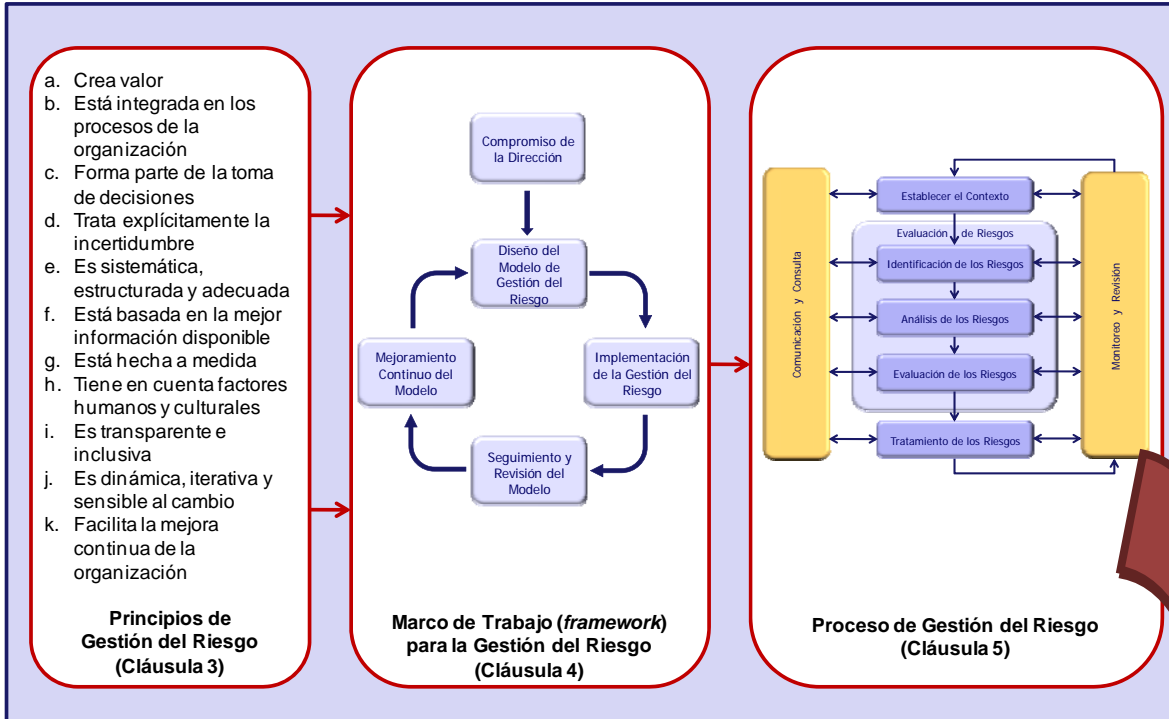 a. Crea valor
b. Está integrada en los
procesos de la
organización
c. Forma parte de la toma
de decisiones
d. Trata explícitamente la
incertidumbre
e. Es sistemática,
estructurada y adecuada
f. Está basada en la mejor
información disponible
g. Está hecha a medida
h. Tiene en cuenta factores
humanos y culturales
i. Es transparente e
inclusiva
j. Es dinámica, iterativa y
sensible al cambio
k. Facilita la mejora
continua de la
organización
Principios de
Gestión del Riesgo
(Cláusula 3)
Compromiso de
la Dirección
Diseño del
Modelo de
Gestión del
Riesgo
Implementación
de la Gestión del
Riesgo
Seguimiento y
Revisión del
Modelo
Mejoramiento
Continuo del
Modelo
Marco de Trabajo (framework)
para la Gestión del Riesgo
(Cláusula 4)
Comunicación y Consulta
Establecer el Contexto
Evaluación de Riesgos
Identificación de los Riesgos
Análisis de los Riesgos
Evaluación de los Riesgos
Tratamiento de los Riesgos
Monitoreo y Revisión
Proceso de Gestión del Riesgo
(Cláusula 5)